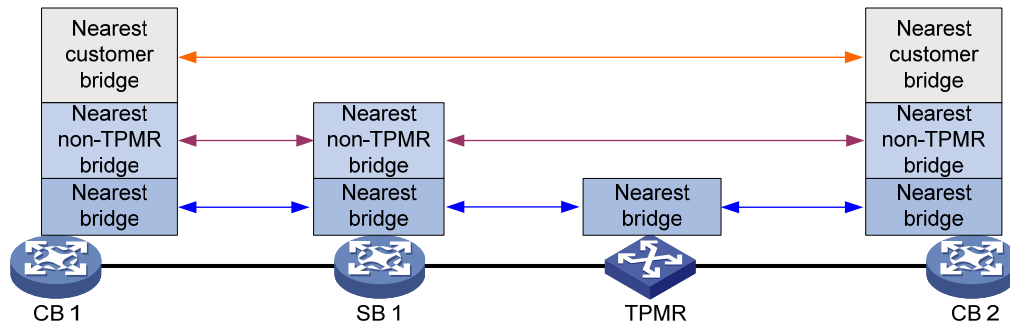 Nearest
customer
bridge
Nearest
customer
bridge
Nearest
non-TPMR
bridge
Nearest
non-TPMR
bridge
Nearest
non-TPMR
bridge
Nearest
bridge
Nearest
bridge
Nearest
bridge
Nearest
bridge
CB 1
SB 1
TPMR
CB 2